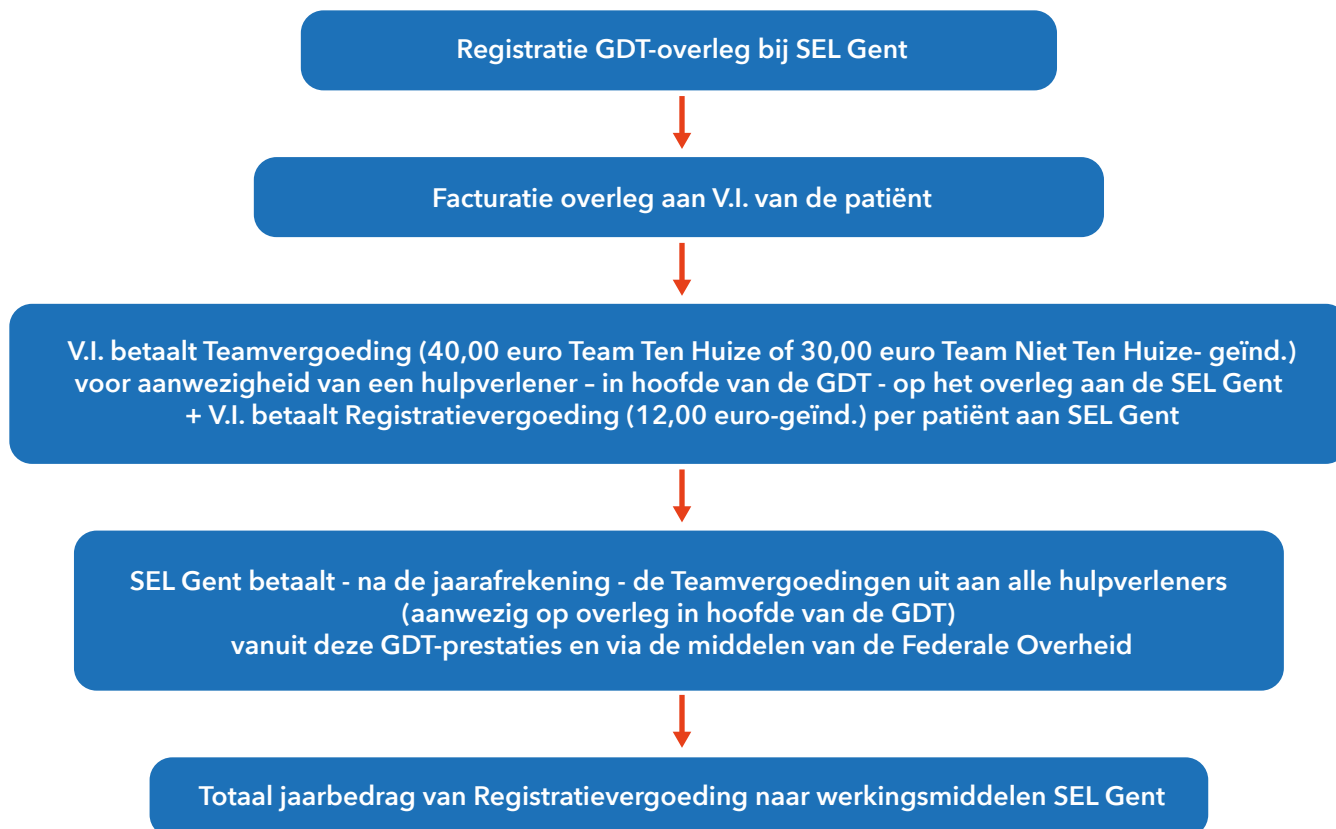 Registratie GDT-overleg bij SEL Gent
Facturatie overleg aan V.I. van de patiënt
V.I. betaalt Teamvergoeding (40,00 euro Team Ten Huize of 30,00 euro Team Niet Ten Huize- geïnd.)
voor aanwezigheid van een hulpverlener – in hoofde van de GDT - op het overleg aan de SEL Gent
+ V.I. betaalt Registratievergoeding (12,00 euro-geïnd.) per patiënt aan SEL Gent
SEL Gent betaalt - na de jaarafrekening - de Teamvergoedingen uit aan alle hulpverleners
(aanwezig op overleg in hoofde van de GDT)
vanuit deze GDT-prestaties en via de middelen van de Federale Overheid
Totaal jaarbedrag van Registratievergoeding naar werkingsmiddelen SEL Gent